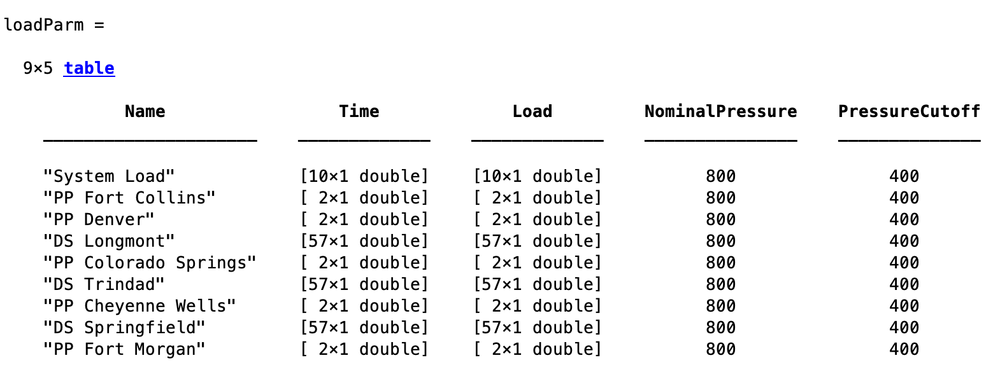 loadParm =
9×5 table
Name Time Load NominalPressure PressureCutoff
"System Load" [10×1 double] [10×1 double] 800 400
"PP Fort Collins" [ 2×1 double] [ 2×1 double] 800 400
"PP Denver" [ 2×1 double] [ 2×1 double] 800 400
"DS Longmont" [57×1 double] [57×1 double] 800 400
"PP Colorado Springs" [ 2×1 double] [ 2×1 double] 800 400
"DS Trindad" [57×1 double] [57×1 double] 800 400
"PP Cheyenne Wells" [ 2×1 double] [ 2×1 double] 800 400
"DS Springfield" [57×1 double] [57×1 double] 800 400
"PP Fort Morgan" [ 2×1 double] [ 2×1 double] 800 400